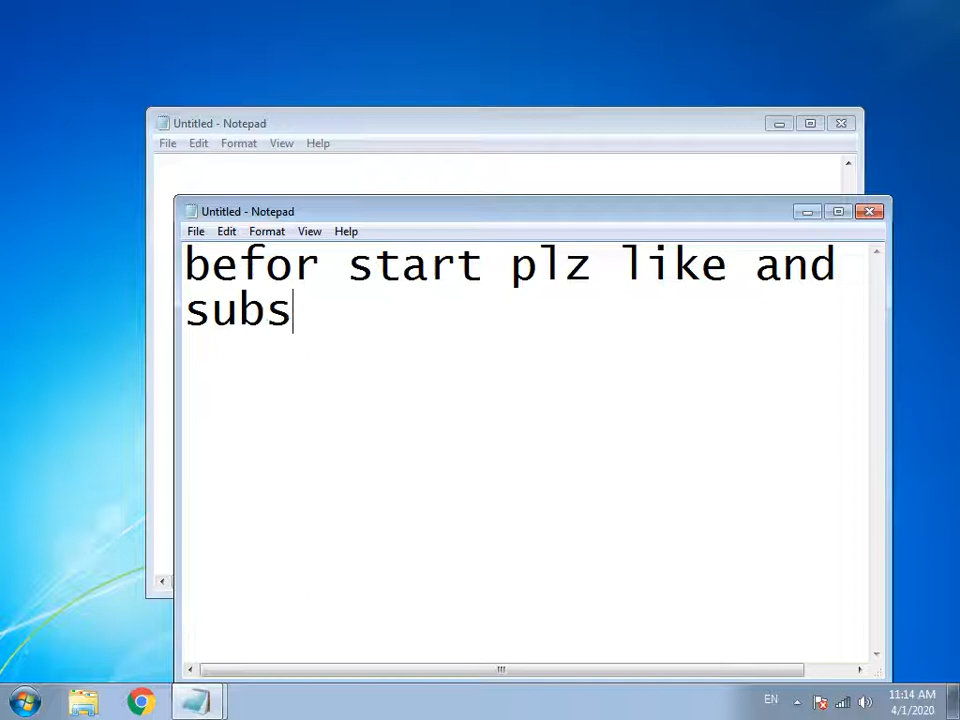 Untitled - Notepad
File Edit Format View Help
Untitled - Notepad
File Edit Format View Help
befor start plz like and
subs
EN
11:14 AM
4/1/2020